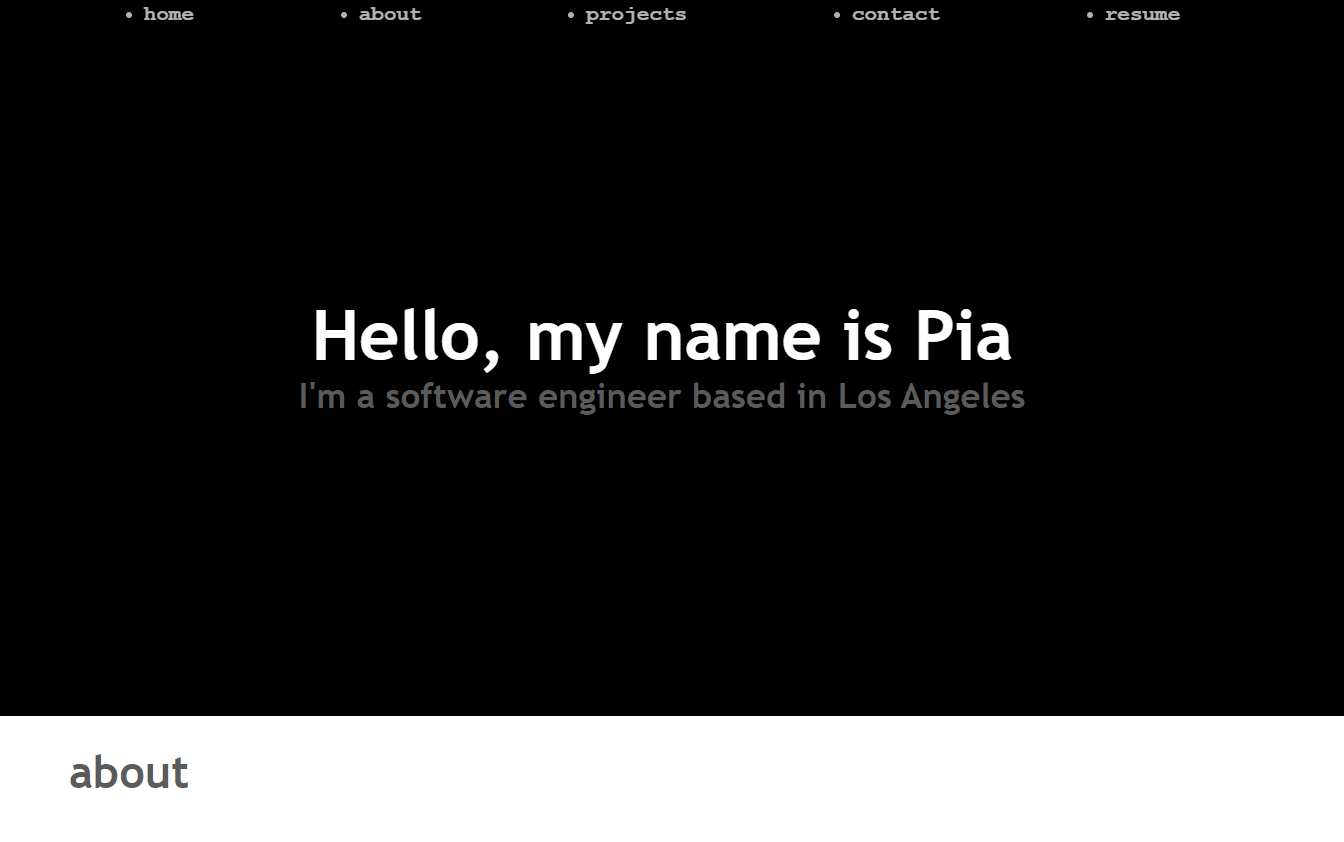 • home • about • projects • contact • resume
Hello, my name is Pia
I'm a software engineer based in Los Angeles
about